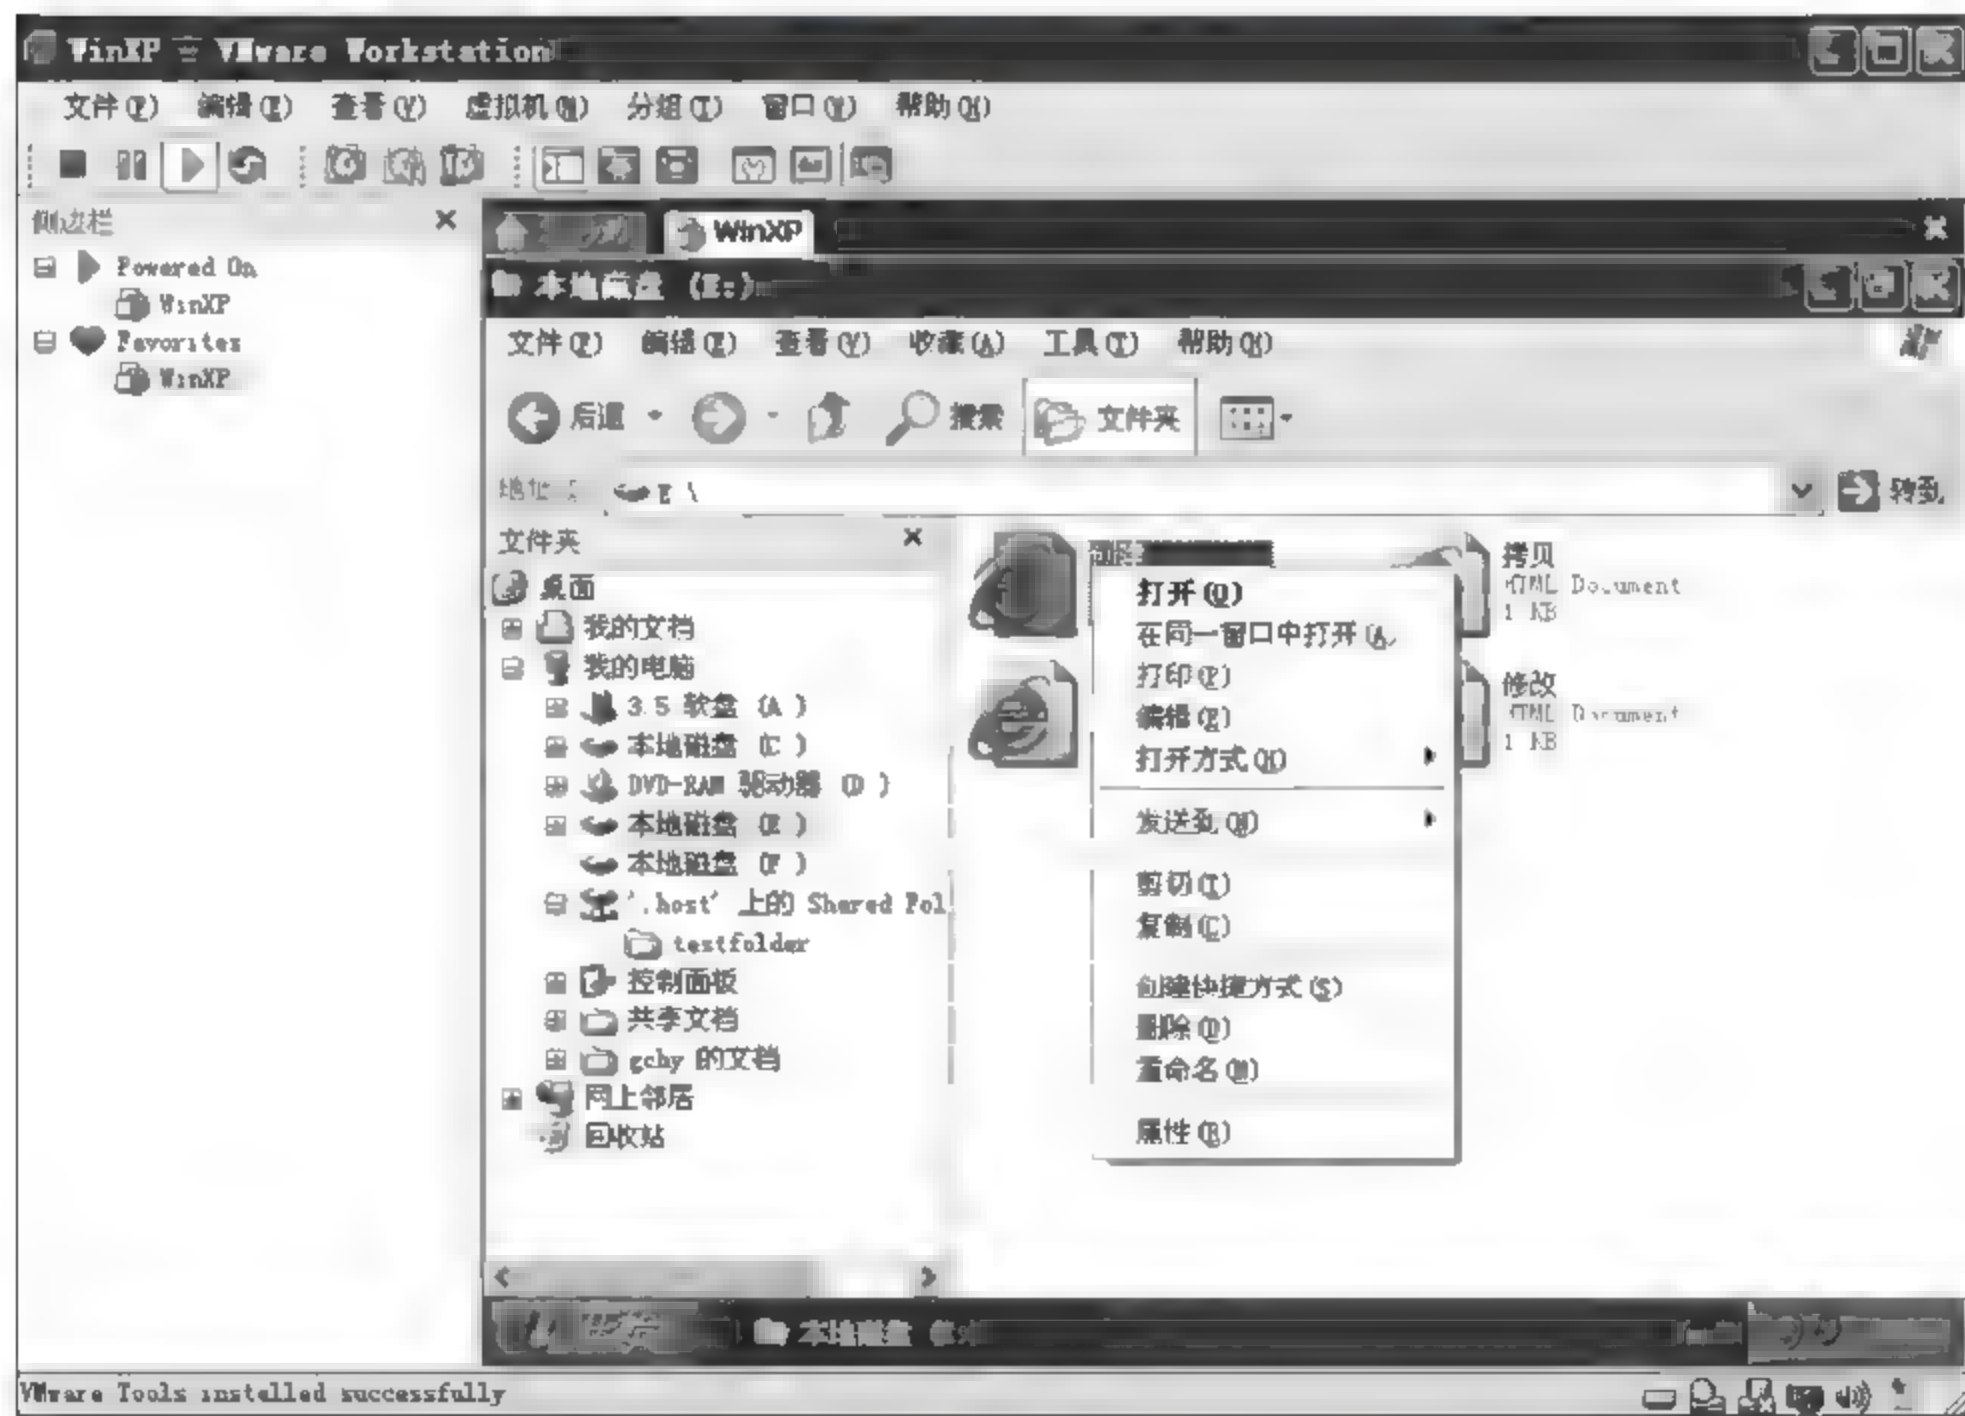 WinXP - VMware Workstation
文件(F) 编辑(E) 查看(V) 虚拟机(M) 分组(T) 窗口(W) 帮助(H)
侧边栏
WinXP
Powered On
WinXP
Favorites
WinXP
本地磁盘 (E:)
文件(F) 编辑(E) 查看(V) 收藏(A) 工具(T) 帮助(H)
后退 搜索 文件夹
地址 E \ 转到
文件夹
桌面
我的文档
我的电脑
3.5 软盘 (A )
本地磁盘 (C )
DVD-RAM 驱动器 (D )
本地磁盘 (E )
本地磁盘 (F )
'.host' 上的 Shared Fol
testfolder
控制面板
共享文档
gchy 的文档
网上邻居
回收站
打开(O)
在同一窗口中打开(A)
打印(P)
编辑(E)
打开方式(H)
发送到(N)
剪切(T)
复制(C)
创建快捷方式(S)
删除(D)
重命名(M)
属性(R)
拷贝
HTML Document
1 KB
修改
HTML Document
1 KB
本地磁盘
VMware Tools installed successfully